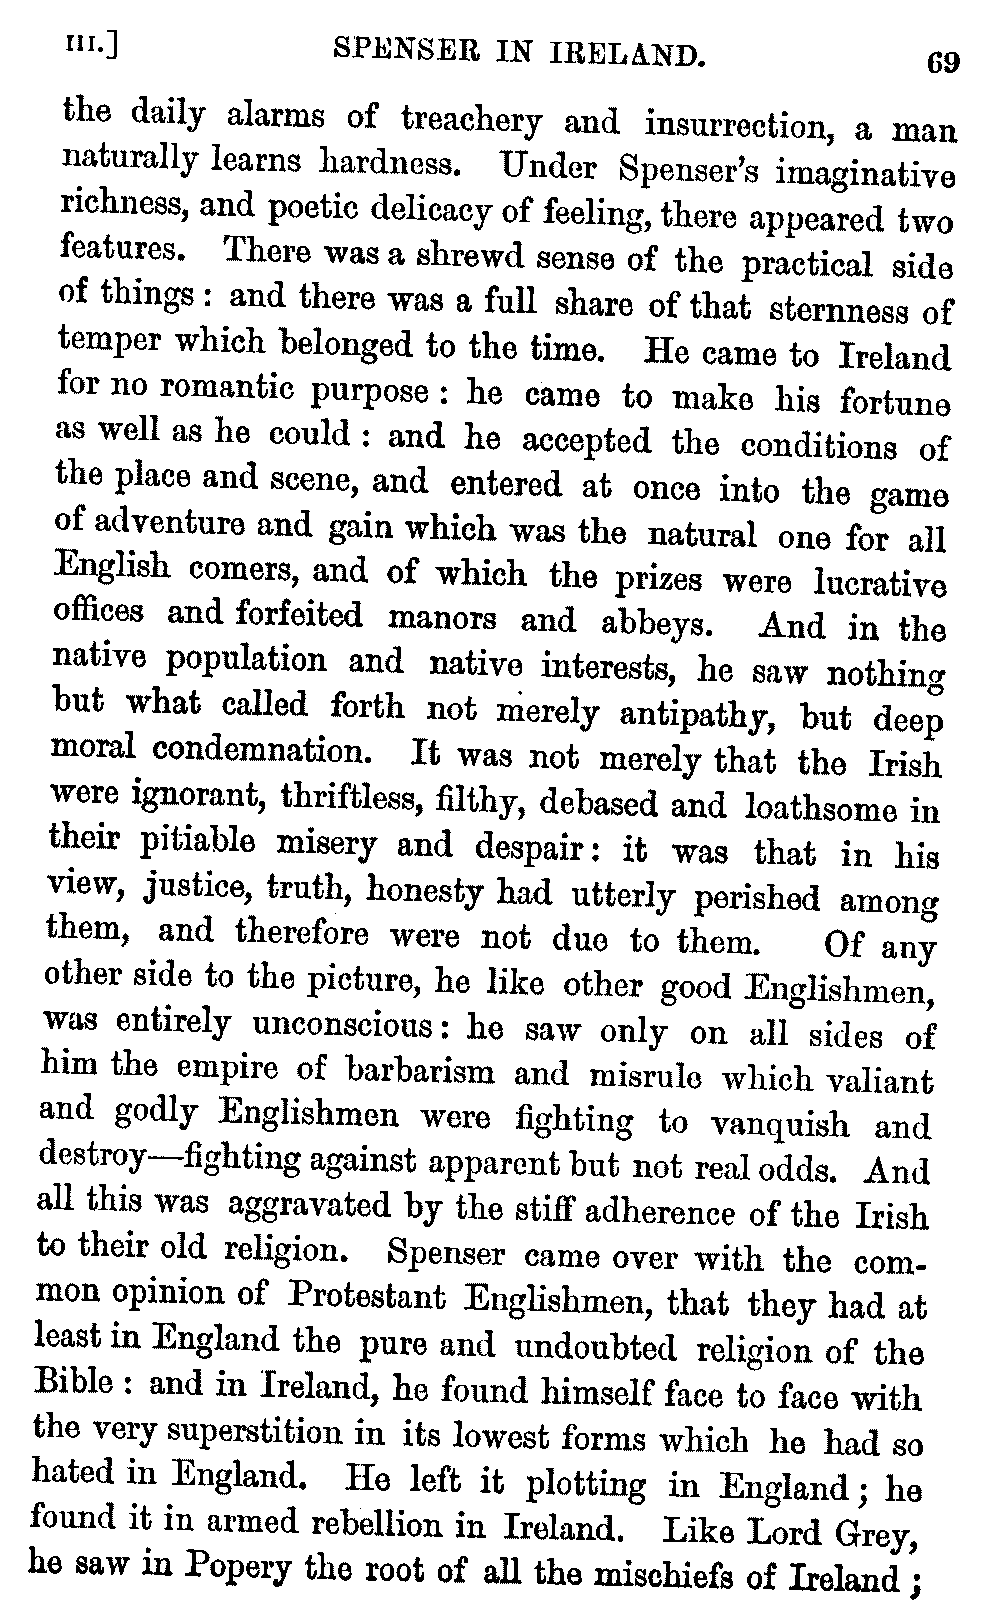 III.] SPENSER IN IRELAND. 69
the daily alarms of treachery and insurrection, a man
naturally learns hardness. Under Spenser's imaginative
richness, and poetic delicacy of feeling, there appeared two
features. There was a shrewd sense of the practical side
of things : and there was a full share of that sternness of
temper which belonged to the time. He came to Ireland
for no romantic purpose : he came to make his fortune
as well as he could : and he accepted the conditions of
the place and scene, and entered at once into the game
of adventure and gain which was the natural one for all
English comers, and of which the prizes were lucrative
offices and forfeited manors and abbeys. And in the
native population and native interests, he saw nothing
but what called forth not merely antipathy, but deep
moral condemnation. It was not merely that the Irish
were ignorant, thriftless, filthy, debased and loathsome in
their pitiable misery and despair : it was that in his
view, justice, truth, honesty had utterly perished among
them, and therefore were not due to them. Of any
other side to the picture, he like other good Englishmen,
was entirely unconscious : he saw only on all sides of
him the empire of barbarism and misrule which valiant
and godly Englishmen were fighting to vanquish and
destroy—fighting against apparent but not real odds. And
all this was aggravated by the stiff adherence of the Irish
to their old religion. Spenser came over with the com-
mon opinion of Protestant Englishmen, that they had at
least in England the pure and undoubted religion of the
Bible : and in Ireland, he found himself face to face with
the very superstition in its lowest forms which he had so
hated in England. He left it plotting in England ; he
found it in armed rebellion in Ireland. Like Lord Grey,
he saw in Popery the root of all the mischiefs of Ireland ;